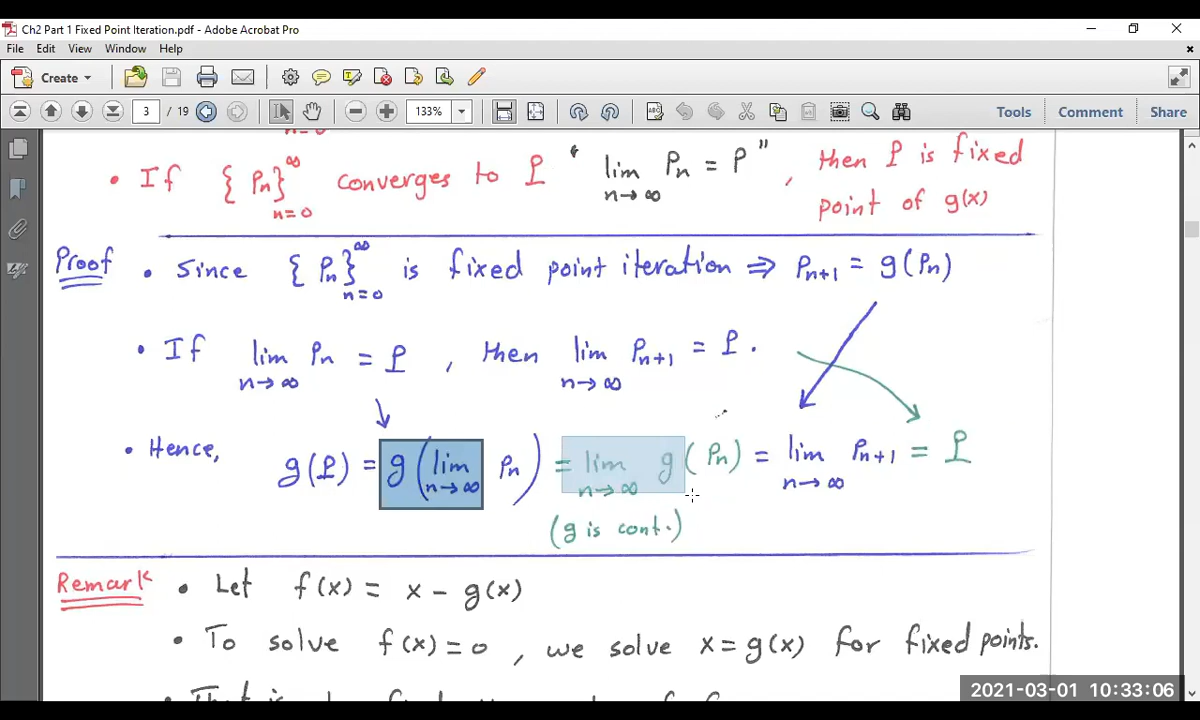 Ch2 Part 1 Fixed Point Iteration.pdf - Adobe Acrobat Pro
File Edit View Window Help
Create
3 / 19 133% Tools Comment Share
n=0
• If {Pn}∞n=0 converges to P " lim n→∞ Pn = P ", then P is fixed
point of g(x)
Proof • Since {Pn}∞n=0 is fixed point iteration ⇒ Pn+1 = g(Pn)
• If lim n→∞ Pn = P , then lim n→∞ Pn+1 = P.
• Hence, g(P) = g(lim n→∞ Pn) = lim n→∞ g(Pn) = lim n→∞ Pn+1 = P
(g is cont.)
Remark • Let f(x) = x - g(x)
• To solve f(x)=0 , we solve x=g(x) for fixed points.
2021-03-01 10:33:06